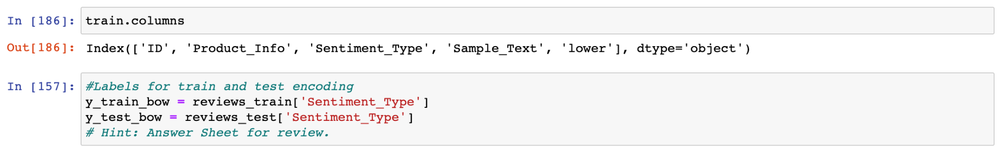 In [186]: train.columns
Out[186]: Index(['ID', 'Product_Info', 'Sentiment_Type', 'Sample_Text', 'lower'], dtype='object')
In [157]: #Labels for train and test encoding
y_train_bow = reviews_train['Sentiment_Type']
y_test_bow = reviews_test['Sentiment_Type']
# Hint: Answer Sheet for review.